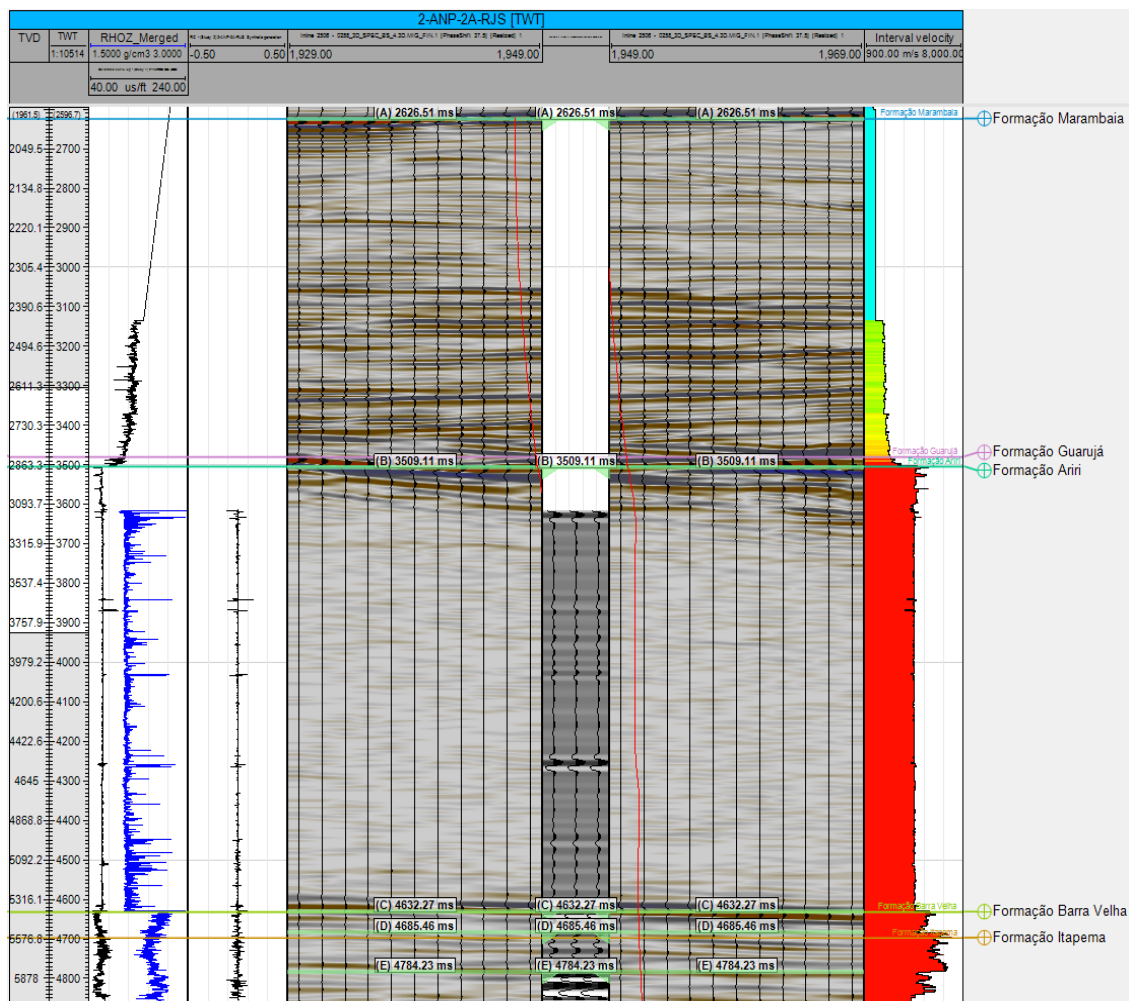 2-ANP-2A-RJS [TWT]
TVD
TWT
1:10514
RHOZ_Merged
1.5000 g/cm3 3.0000
40.00 us/ft 240.00
-0.50 0.50
1,929.00 1,949.00
1,949.00 1,969.00
Interval velocity
900.00 m/s 8,000.00
(1961.5) (2596.7)
(A) 2626.51 ms (A) 2626.51 ms (A) 2626.51 ms
Formação Marambaia
Formação Marambaia
2049.5 2700
2134.8 2800
2220.1 2900
2305.4 3000
2390.6 3100
2494.6 3200
2611.3 3300
2730.3 3400
Formação Guarujá
Formação Guarujá
2863.3 3500
(B) 3509.11 ms (B) 3509.11 ms (B) 3509.11 ms
Formação Ariri
Formação Ariri
3093.7 3600
3315.9 3700
3537.4 3800
3757.9 3900
3979.2 4000
4200.6 4100
4422.6 4200
4645 4300
4868.8 4400
5092.2 4500
5316.1 4600
(C) 4632.27 ms (C) 4632.27 ms (C) 4632.27 ms
Formação Barra Velha
Formação Barra Velha
(D) 4685.46 ms (D) 4685.46 ms (D) 4685.46 ms
4700
Formação Itapema
(E) 4784.23 ms (E) 4784.23 ms (E) 4784.23 ms
5878 4800